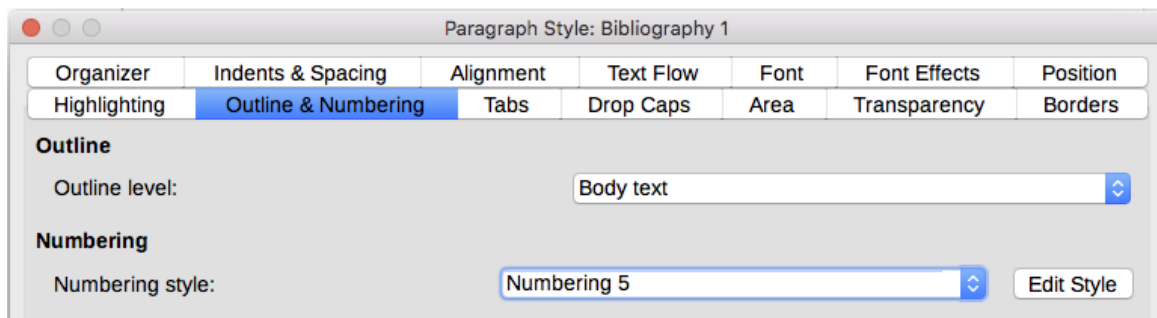 Paragraph Style: Bibliography 1
Organizer Indents & Spacing Alignment Text Flow Font Font Effects Position
Highlighting Outline & Numbering Tabs Drop Caps Area Transparency Borders
Outline
Outline level: Body text
Numbering
Numbering style: Numbering 5 Edit Style